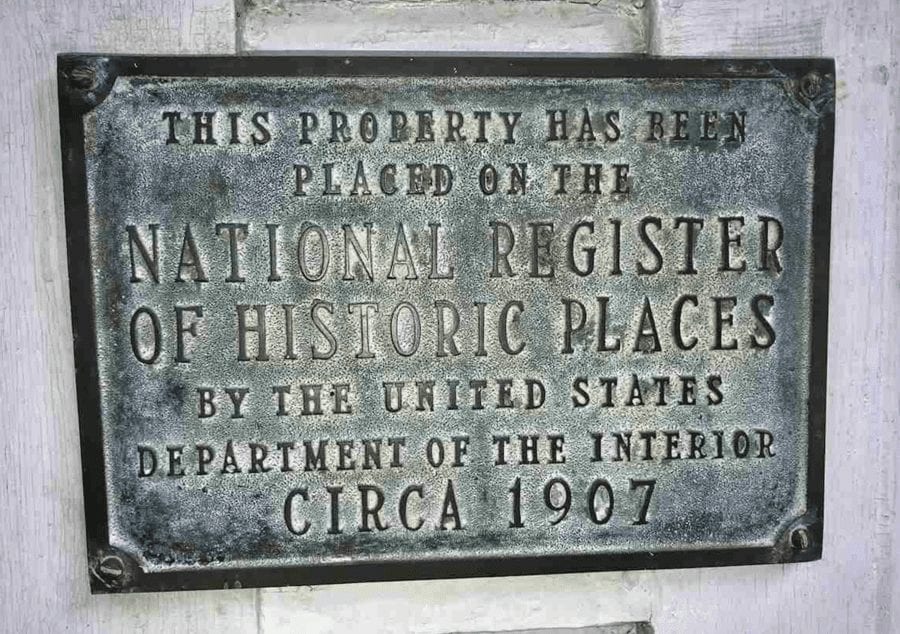 THIS PROPERTY HAS BEEN
PLACED ON THE
NATIONAL REGISTER
OF HISTORIC PLACES
BY THE UNITED STATES
DEPARTMENT OF THE INTERIOR
CIRCA 1907